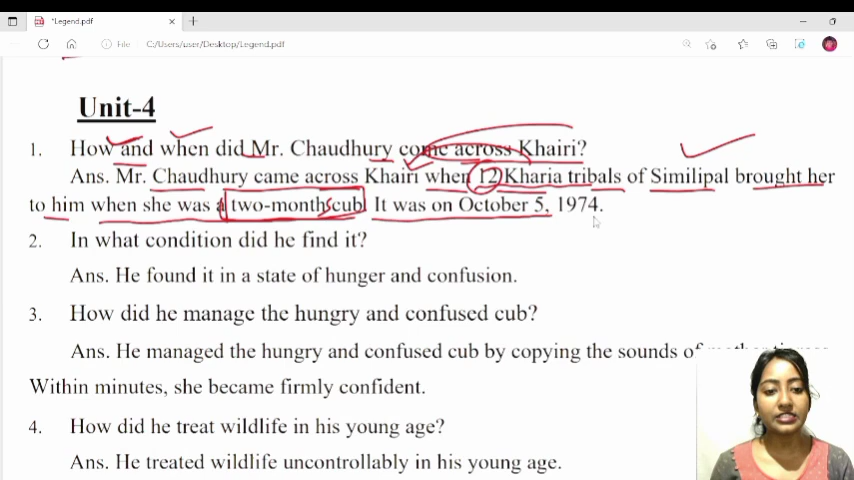 *Legend.pdf
File
C:/Users/user/Desktop/Legend.pdf
Unit-4
1. How and when did Mr. Chaudhury come across Khairi?
Ans. Mr. Chaudhury came across Khairi when 12 Kharia tribals of Similipal brought her
to him when she was a two-month cub. It was on October 5, 1974.
2. In what condition did he find it?
Ans. He found it in a state of hunger and confusion.
3. How did he manage the hungry and confused cub?
Ans. He managed the hungry and confused cub by copying the sounds of
Within minutes, she became firmly confident.
4. How did he treat wildlife in his young age?
Ans. He treated wildlife uncontrollably in his young age.